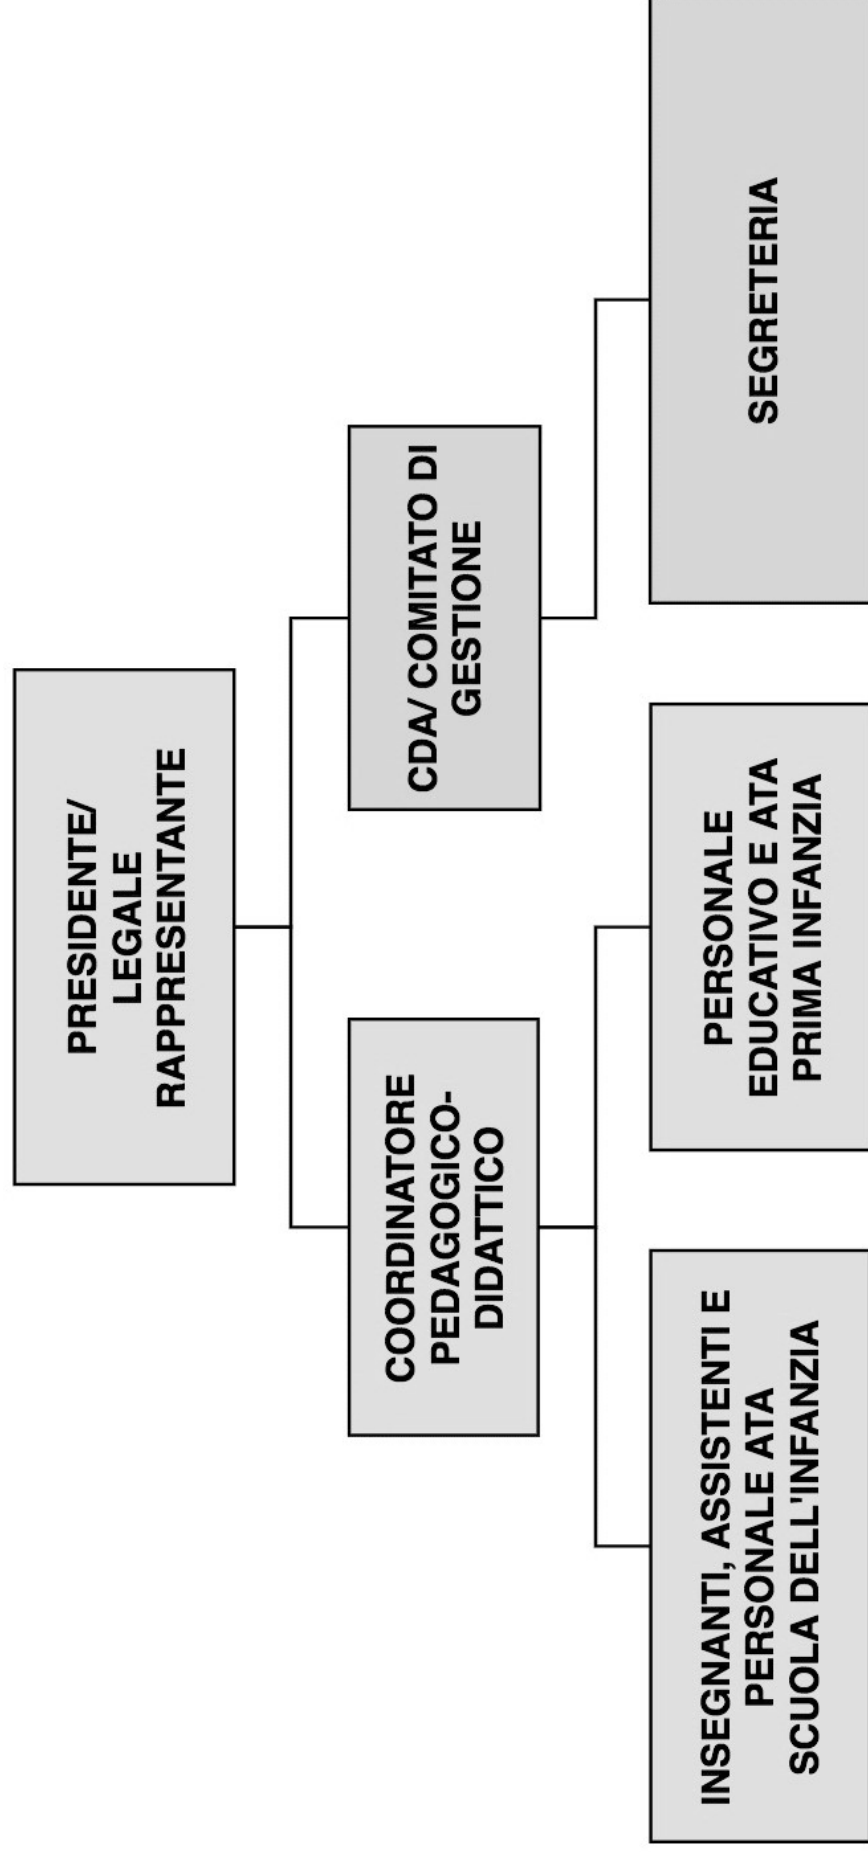 PRESIDENTE/
LEGALE
RAPPRESENTANTE
COORDINATORE
PEDAGOGICO-
DIDATTICO
CDA/ COMITATO DI
GESTIONE
INSEGNANTI, ASSISTENTI E
PERSONALE ATA
SCUOLA DELL'INFANZIA
PERSONALE
EDUCATIVO E ATA
PRIMA INFANZIA
SEGRETERIA